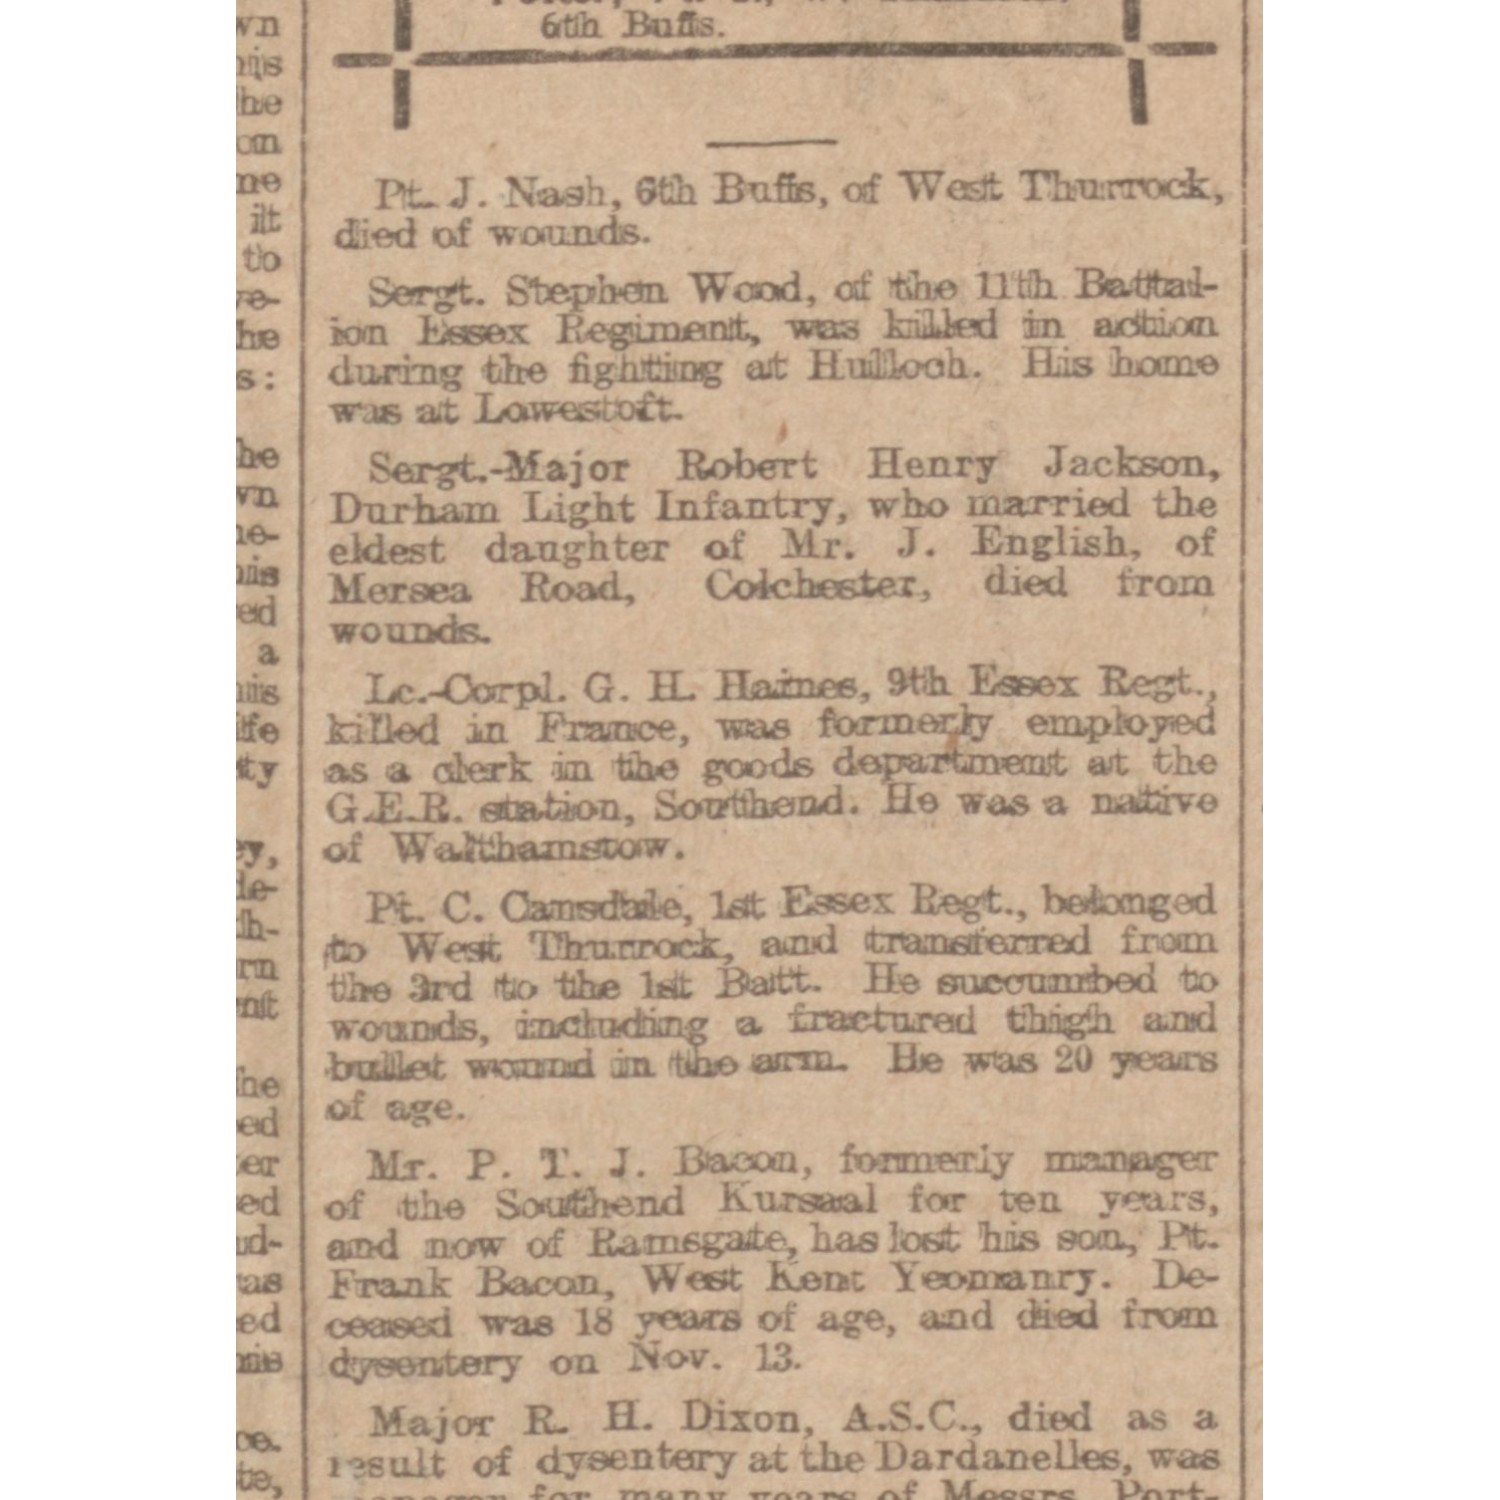 6th Buffs.
Pt. J. Nash, 6th Buffs, of West Thurrock,
died of wounds.
Sergt. Stephen Wood, of the 11th Battal-
ion Essex Regiment, was killed in action
during the fighting at Hulloch. His home
was at Lowestoft.
Sergt.-Major Robert Henry Jackson,
Durham Light Infantry, who married the
eldest daughter of Mr. J. English, of
Mersea Road, Colchester, died from
wounds.
Lc.-Corpl. G. H. Haines, 9th Essex Regt.,
killed in France, was formerly employed
as a clerk in the goods department at the
G.E.R. station, Southend. He was a native
of Walthamstow.
Pt. C. Cansdale, 1st Essex Regt., belonged
to West Thurrock, and transferred from
the 3rd to the 1st Batt. He succumbed to
wounds, including a fractured thigh and
bullet wound in the arm. He was 20 years
of age.
Mr. P. T. J. Bacon, formerly manager
of the Southend Kursaal for ten years,
and now of Ramsgate, has lost his son, Pt.
Frank Bacon, West Kent Yeomanry. De-
ceased was 18 years of age, and died from
dysentery on Nov. 13.
Major R. H. Dixon, A.S.C., died as a
result of dysentery at the Dardanelles, was
manager for many years of Messrs. Port-